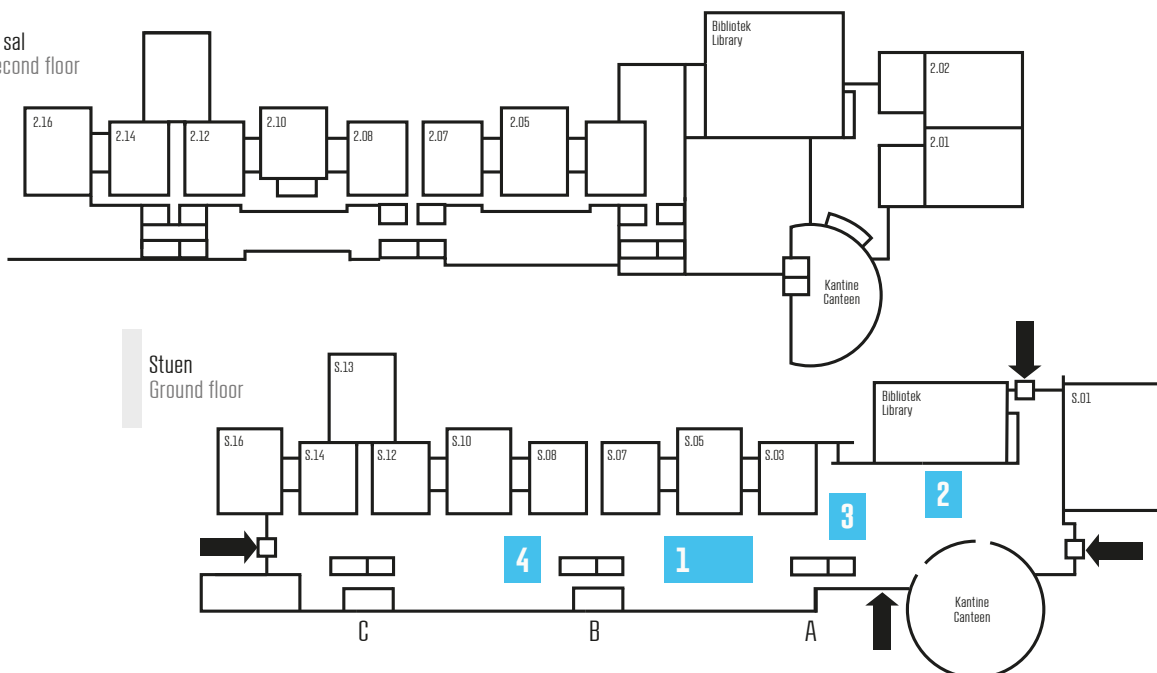 sal
econd floor
Bibliotek
Library
2.02
2.16
2.14
2.12
2.10
2.08
2.07
2.05
2.01
Kantine
Canteen
Stuen
Ground floor
S.13
Bibliotek
Library
S.01
S.16
S.14
S.12
S.10
S.08
S.07
S.05
S.03
2
3
4
1
Kantine
Canteen
C
B
A